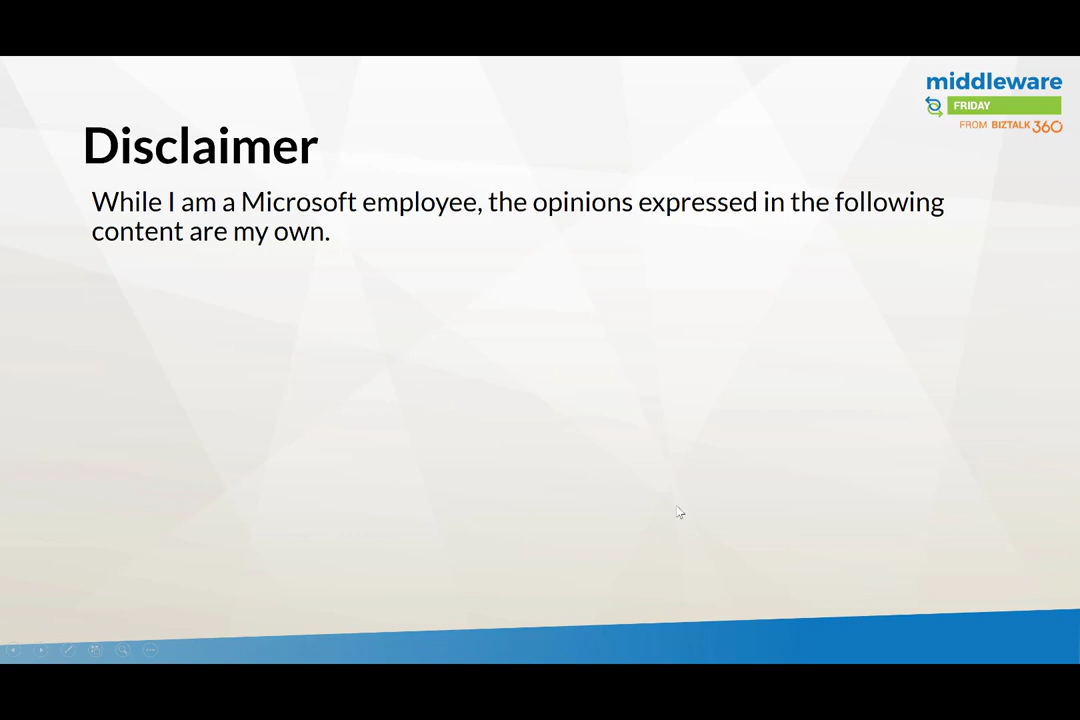 middleware
FRIDAY
FROM BIZTALK 360
Disclaimer
While I am a Microsoft employee, the opinions expressed in the following
content are my own.